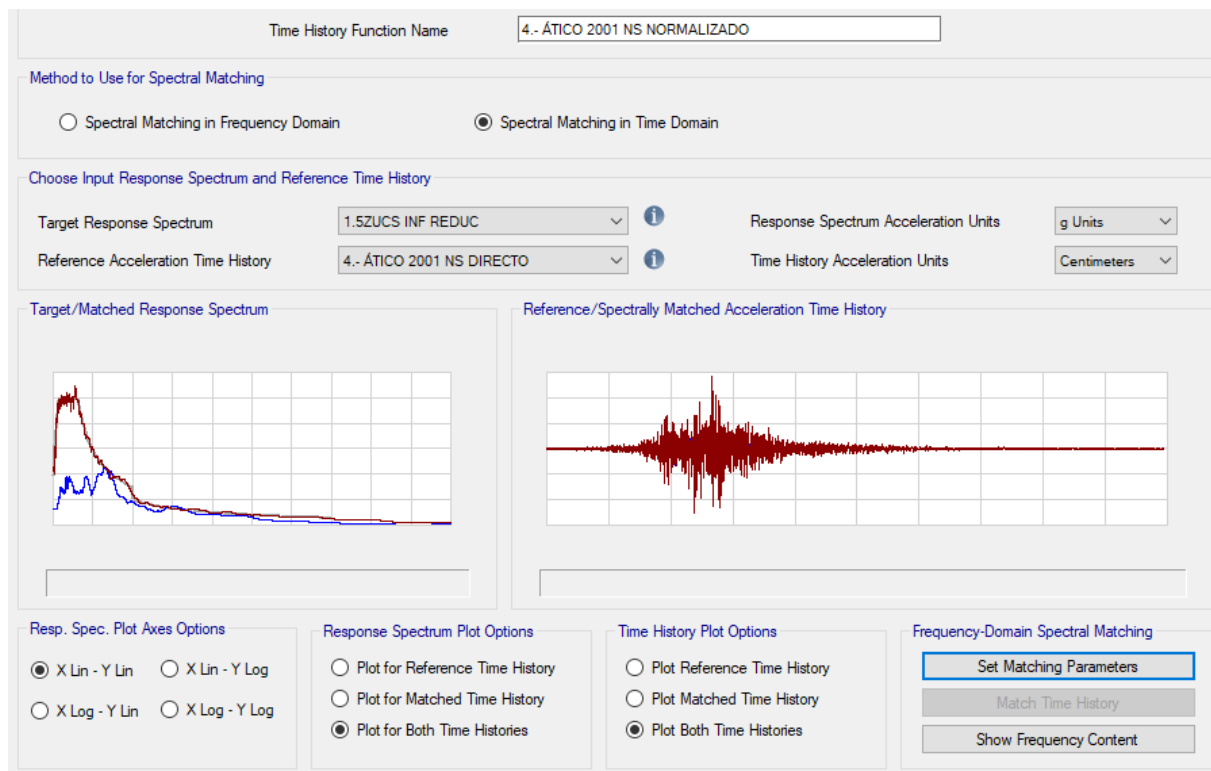 Time History Function Name 4.- ÁTICO 2001 NS NORMALIZADO
Method to Use for Spectral Matching
Spectral Matching in Frequency Domain Spectral Matching in Time Domain
Choose Input Response Spectrum and Reference Time History
Target Response Spectrum 1.5ZUCS INF REDUC Response Spectrum Acceleration Units g Units
Reference Acceleration Time History 4.- ÁTICO 2001 NS DIRECTO Time History Acceleration Units Centimeters
Target/Matched Response Spectrum Reference/Spectrally Matched Acceleration Time History
Resp. Spec. Plot Axes Options
X Lin - Y Lin X Lin - Y Log
X Log - Y Lin X Log - Y Log
Response Spectrum Plot Options
Plot for Reference Time History
Plot for Matched Time History
Plot for Both Time Histories
Time History Plot Options
Plot Reference Time History
Plot Matched Time History
Plot Both Time Histories
Frequency-Domain Spectral Matching
Set Matching Parameters
Match Time History
Show Frequency Content